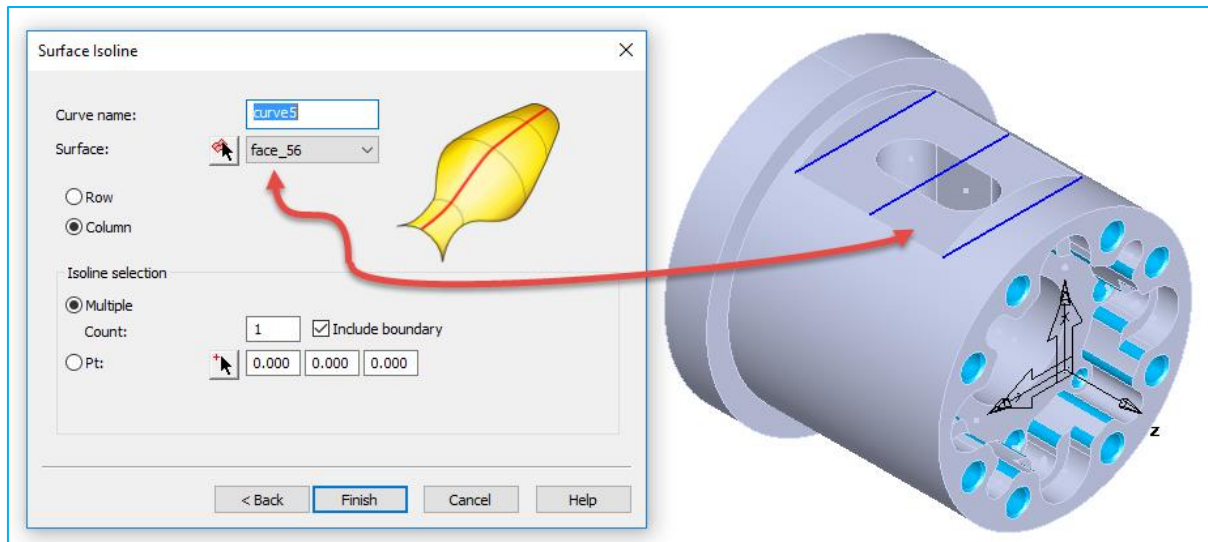 Surface Isoline
Curve name: curve5
Surface: face_56
Row
Column
Isoline selection
Multiple
Count: 1 Include boundary
Pt: 0.000 0.000 0.000
< Back Finish Cancel Help
z